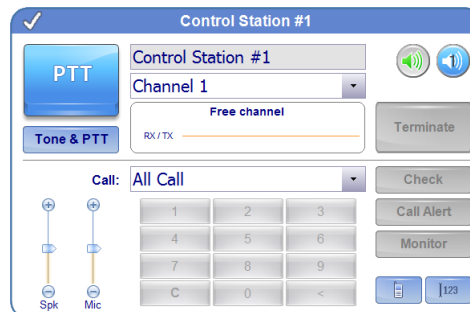 Control Station #1
PTT
Control Station #1
1
Channel 1
Free channel
RX / TX
Terminate
Tone & PTT
Call:
All Call
Check
1 2 3
Call Alert
4 5 6
Monitor
7 8 9
C 0 <
123
Spk Mic